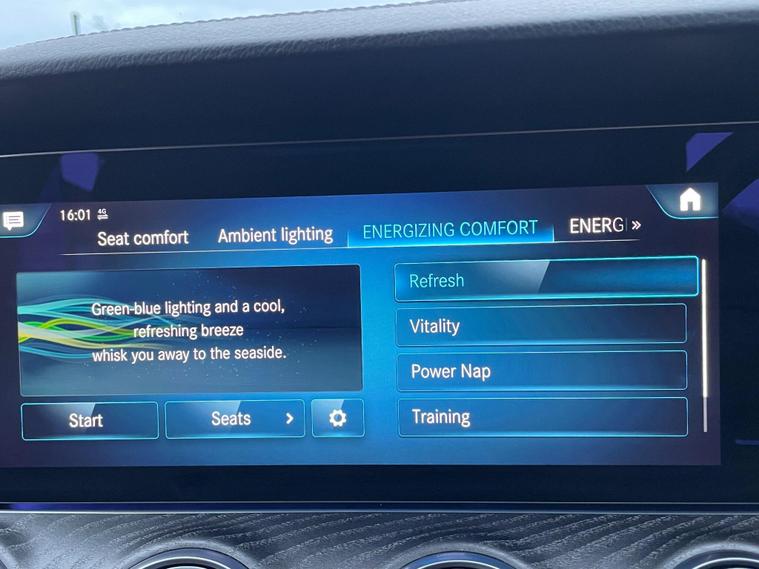 16:01 4G
Seat comfort Ambient lighting ENERGIZING COMFORT ENERG »
Green-blue lighting and a cool,
refreshing breeze
whisk you away to the seaside.
Start Seats >
Refresh
Vitality
Power Nap
Training